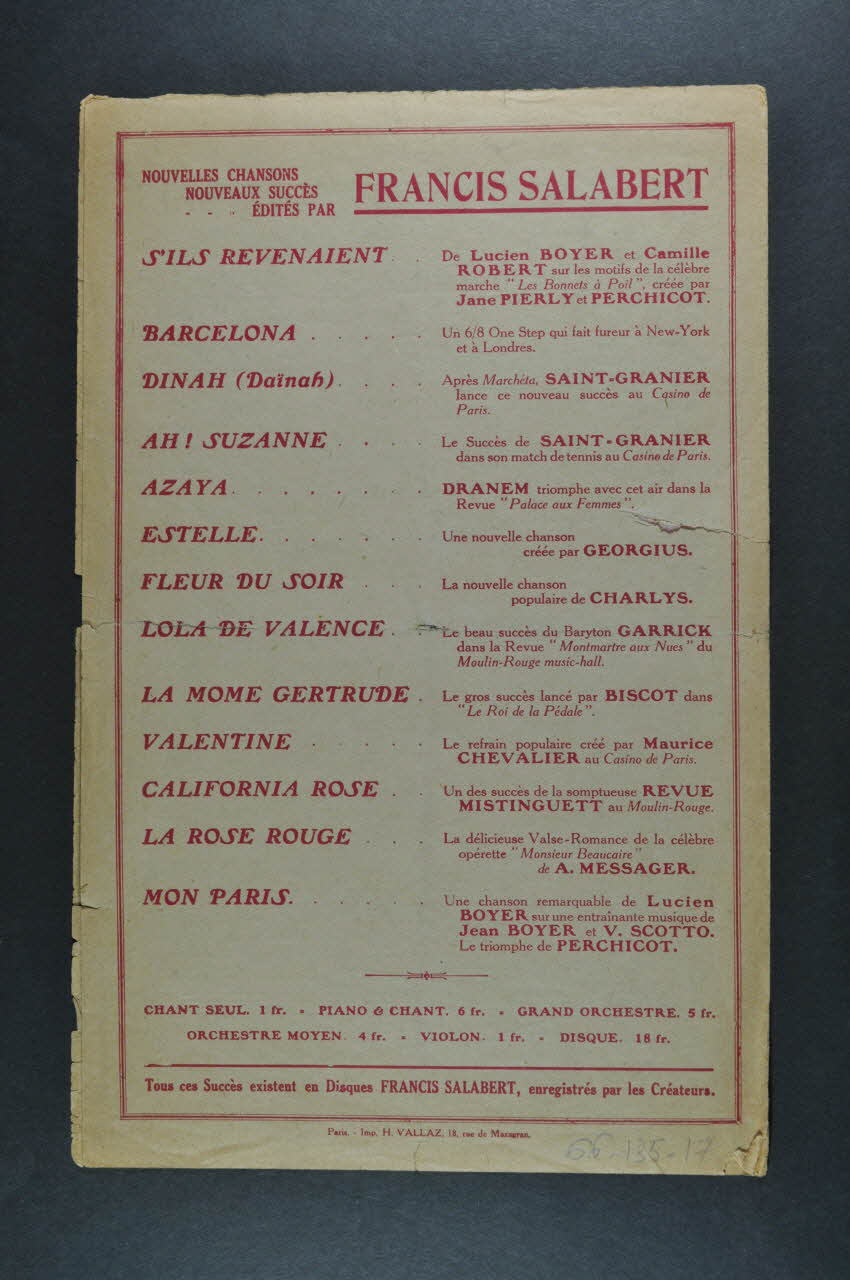 NOUVELLES CHANSONS
NOUVEAUX SUCCÈS
- - " ÉDITÉS PAR
FRANCIS SALABERT
S'ILS REVENAIENT . . De Lucien BOYER et Camille
ROBERT sur les motifs de la célèbre
marche "Les Bonnets à Poil", créée par
Jane PIERLY et PERCHICOT.
BARCELONA . . . . . Un 6/8 One Step qui fait fureur à New-York
et à Londres.
DINAH (Daïnah) . . . . Après Marchéta, SAINT-GRANIER
lance ce nouveau succès au Casino de
Paris.
AH ! SUZANNE . . . . Le Succès de SAINT-GRANIER
dans son match de tennis au Casino de Paris.
AZAYA . . . . . . . . DRANEM triomphe avec cet air dans la
Revue "Palace aux Femmes".
ESTELLE. . . . . . . Une nouvelle chanson
créée par GEORGIUS.
FLEUR DU SOIR . . . La nouvelle chanson
populaire de CHARLYS.
LOLA DE VALENCE . . Le beau succès du Baryton GARRICK
dans la Revue "Montmartre aux Nues" du
Moulin-Rouge music-hall.
LA MOME GERTRUDE . Le gros succès lancé par BISCOT dans
"Le Roi de la Pédale".
VALENTINE . . . . . Le refrain populaire créé par Maurice
CHEVALIER au Casino de Paris.
CALIFORNIA ROSE . . Un des succès de la somptueuse REVUE
MISTINGUETT au Moulin-Rouge.
LA ROSE ROUGE . . . La délicieuse Valse-Romance de la célèbre
opérette "Monsieur Beaucaire"
de A. MESSAGER.
MON PARIS. . . . . . Une chanson remarquable de Lucien
BOYER sur une entraînante musique de
Jean BOYER et V. SCOTTO.
Le triomphe de PERCHICOT.
CHANT SEUL. 1 fr. - PIANO & CHANT. 6 fr. - GRAND ORCHESTRE. 5 fr.
ORCHESTRE MOYEN. 4 fr. - VIOLON. 1 fr. - DISQUE. 18 fr.
Tous ces Succès existent en Disques FRANCIS SALABERT, enregistrés par les Créateurs.
Paris. - Imp. H. VALLAZ, 18, rue de Mazagran.
66-135-17